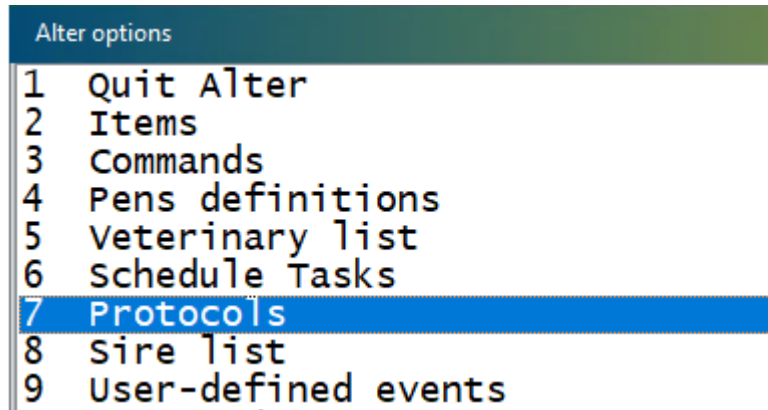 Alter options
1 Quit Alter
2 Items
3 Commands
4 Pens definitions
5 Veterinary list
6 Schedule Tasks
7 Protocols
8 Sire list
9 User-defined events